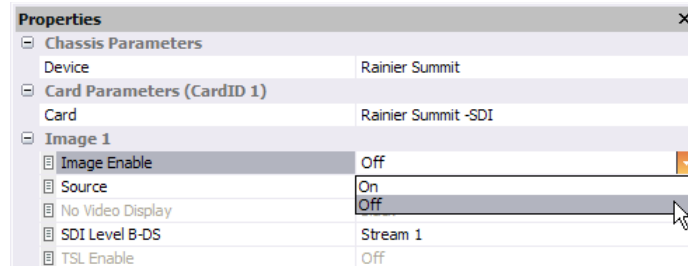 Properties
Chassis Parameters
Device Rainier Summit
Card Parameters (CardID 1)
Card Rainier Summit -SDI
Image 1
Image Enable Off
Source On
Off
No Video Display
SDI Level B-DS Stream 1
TSL Enable Off